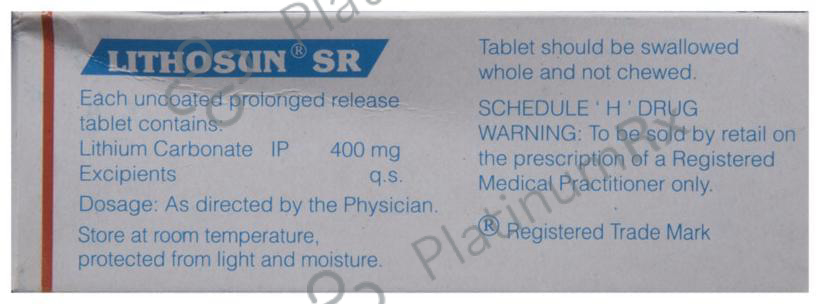 LITHOSUN® SR
Each uncoated prolonged release
tablet contains:
Lithium Carbonate IP 400 mg
Excipients q.s.
Dosage: As directed by the Physician.
Store at room temperature,
protected from light and moisture.
Tablet should be swallowed
whole and not chewed.
SCHEDULE ' H ' DRUG
WARNING: To be sold by retail on
the prescription of a Registered
Medical Practitioner only.
® Registered Trade Mark
PlatinumRx